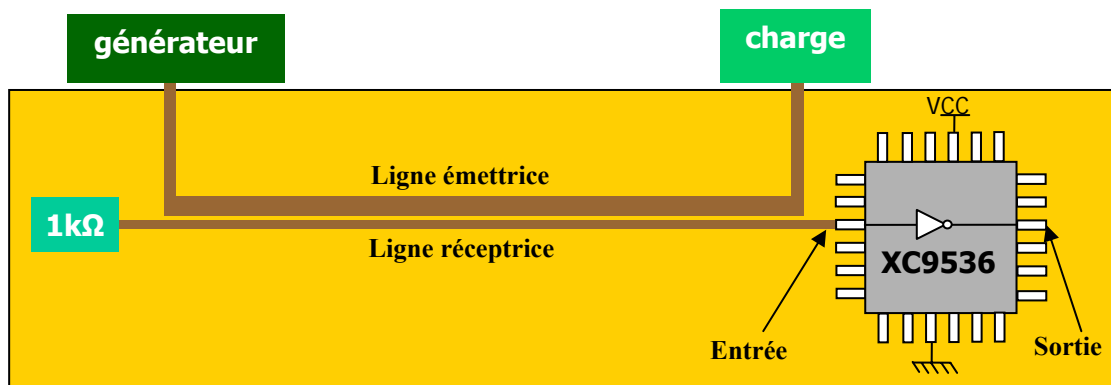 générateur
charge
VCC
Ligne émettrice
1kΩ
Ligne réceptrice
XC9536
Entrée
Sortie